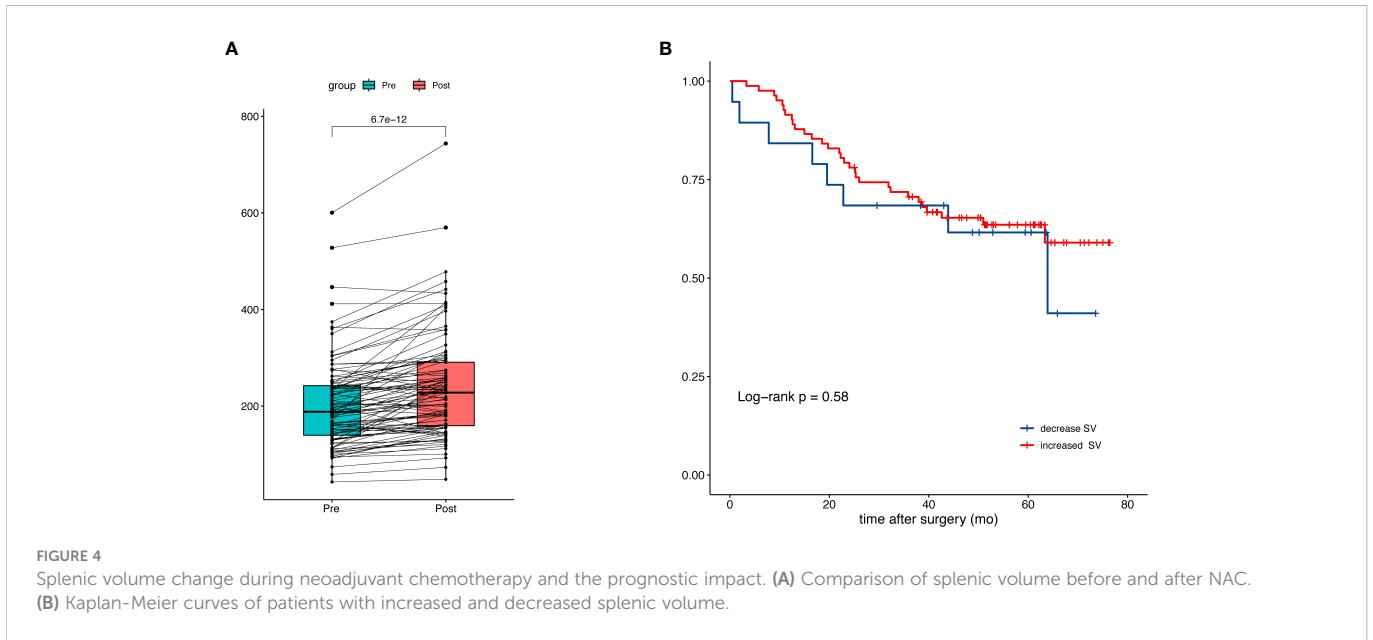 A
group Pre Post
800
6.7e−12
600
400
200
Pre Post
B
1.00
0.75
0.50
0.25
0.00
Log−rank p = 0.58
decrease SV
increased SV
0 20 40 60 80
time after surgery (mo)
FIGURE 4
Splenic volume change during neoadjuvant chemotherapy and the prognostic impact. (A) Comparison of splenic volume before and after NAC.
(B) Kaplan-Meier curves of patients with increased and decreased splenic volume.